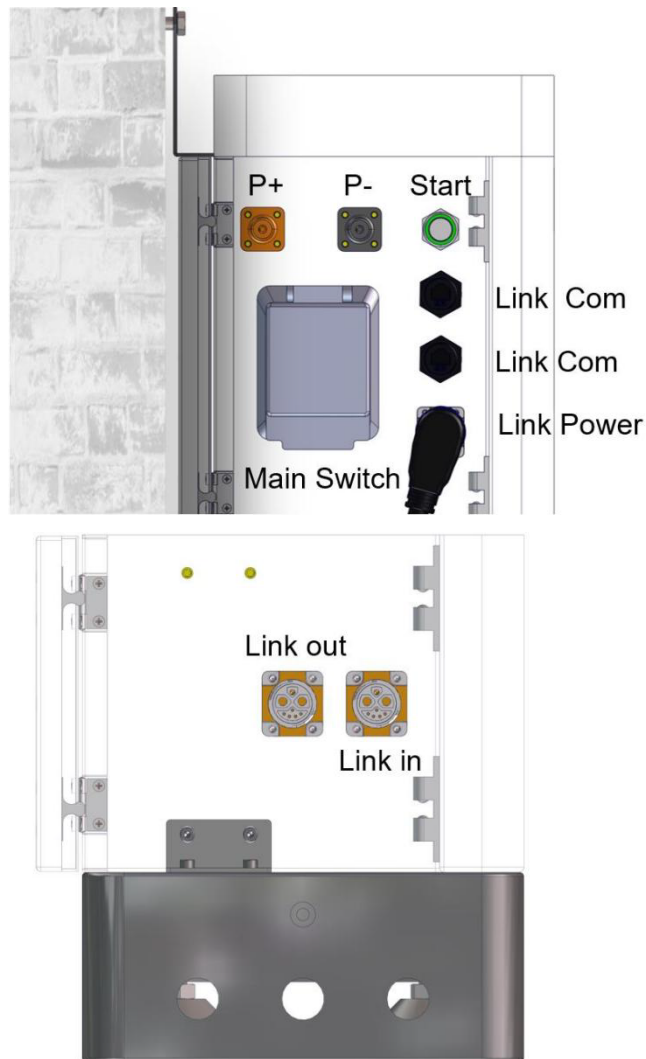 P+ P- Start
Link Com
Link Com
Link Power
Main Switch
Link out
Link in